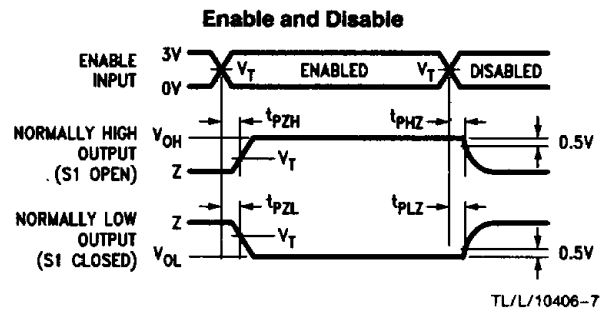 Enable and Disable
ENABLE INPUT
3V
0V
V_T
ENABLED
V_T
DISABLED
NORMALLY HIGH OUTPUT
(S1 OPEN)
V_OH
Z
t_PZH
V_T
t_PHZ
0.5V
NORMALLY LOW OUTPUT
(S1 CLOSED)
Z
V_OL
t_PZL
V_T
t_PLZ
0.5V
TL/L/10406-7